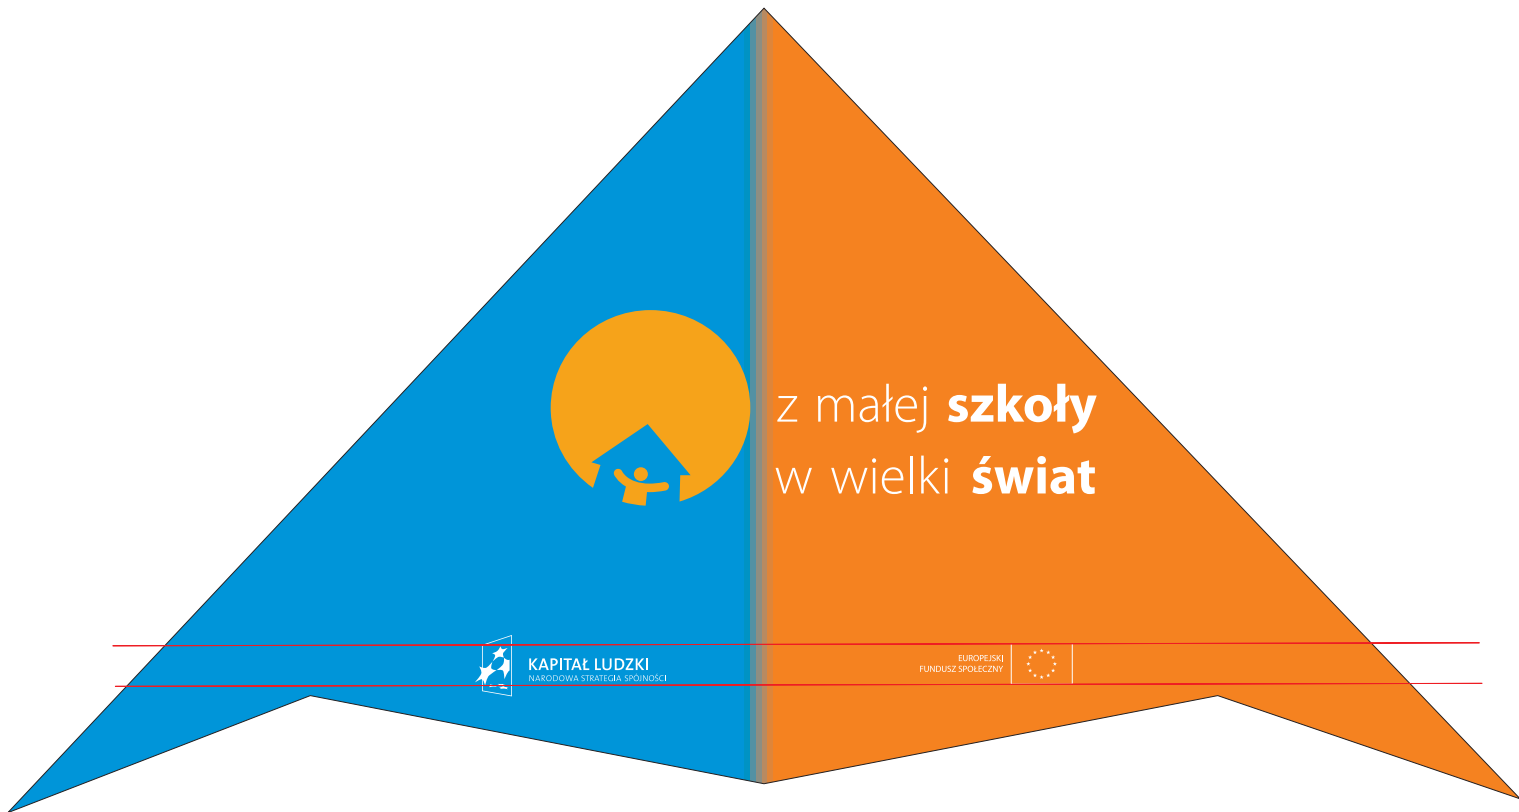 z małej szkoły
w wielki świat
KAPITAŁ LUDZKI
NARODOWA STRATEGIA SPÓJNOŚCI
EUROPEJSKI
FUNDUSZ SPOŁECZNY